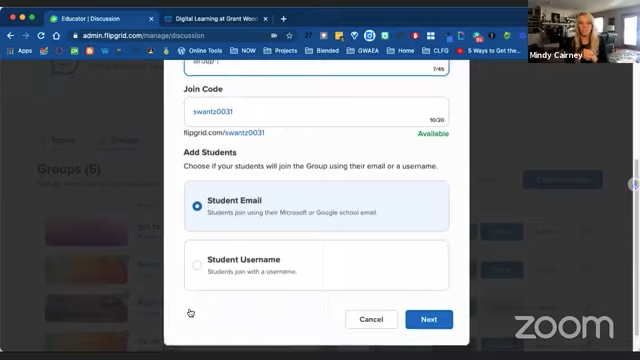 Educator | Discussion
Digital Learning at Grant Wood
admin.flipgrid.com/manage/discussion
Apps
Online Tools
NOW
Projects
Blended
GWAEA
Home
CLFG
5 Ways to Get the...
Mindy Cairney
7/45
Join Code
swantz0031
10/20
flipgrid.com/swantz0031
Available
Add Students
Choose if your students will join the Group using their email or a username.
Groups (5)
Student Email
Students join using their Microsoft or Google school email.
Student Username
Students join with a username.
Cancel
Next
zoom